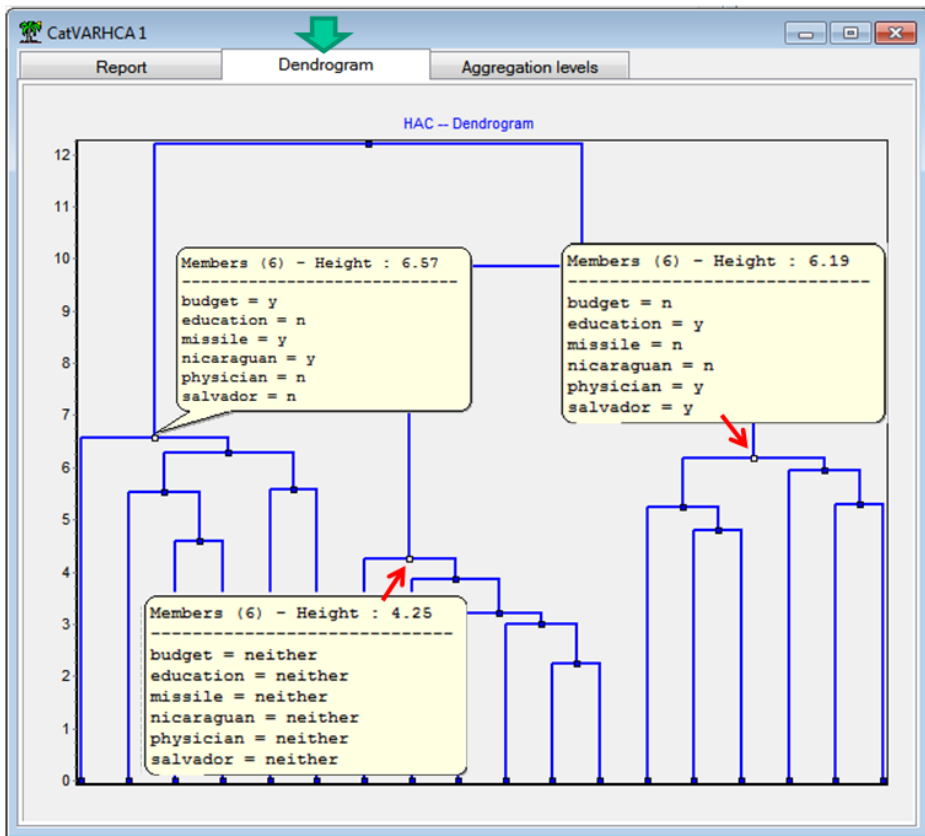 CatVARHCA 1
Report
Dendrogram
Aggregation levels
HAC -- Dendrogram
12
11
10
9
8
7
6
5
4
3
2
1
0
Members (6) - Height : 6.57
-----------------------------
budget = y
education = n
missile = y
nicaraguan = y
physician = n
salvador = n
Members (6) - Height : 6.19
-----------------------------
budget = n
education = y
missile = n
nicaraguan = n
physician = y
salvador = y
Members (6) - Height : 4.25
-----------------------------
budget = neither
education = neither
missile = neither
nicaraguan = neither
physician = neither
salvador = neither